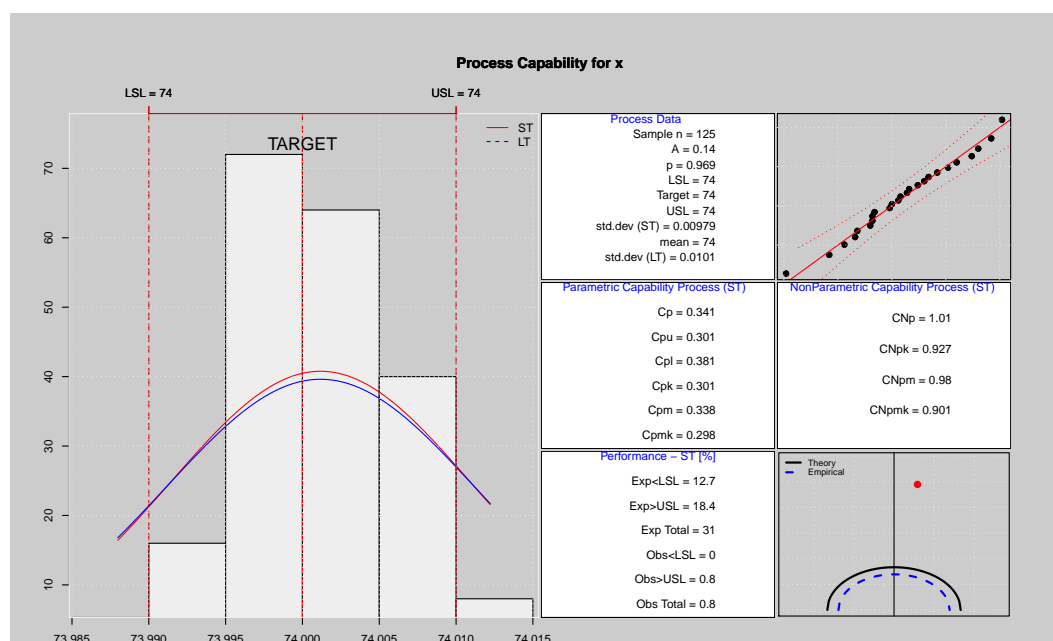 Process Capability for x
LSL = 74
USL = 74
TARGET
ST
LT
70
60
50
40
30
20
10
73.985
73.990
73.995
74.000
74.005
74.010
74.015
Process Data
Sample n = 125
A = 0.14
p = 0.969
LSL = 74
Target = 74
USL = 74
std.dev (ST) = 0.00979
mean = 74
std.dev (LT) = 0.0101
Parametric Capability Process (ST)
Cp = 0.341
Cpu = 0.301
Cpl = 0.381
Cpk = 0.301
Cpm = 0.338
Cpmk = 0.298
NonParametric Capability Process (ST)
CNp = 1.01
CNpk = 0.927
CNpm = 0.98
CNpmk = 0.901
Performance − ST [%]
Exp<LSL = 12.7
Exp>USL = 18.4
Exp Total = 31
Obs<LSL = 0
Obs>USL = 0.8
Obs Total = 0.8
Theory
Empirical